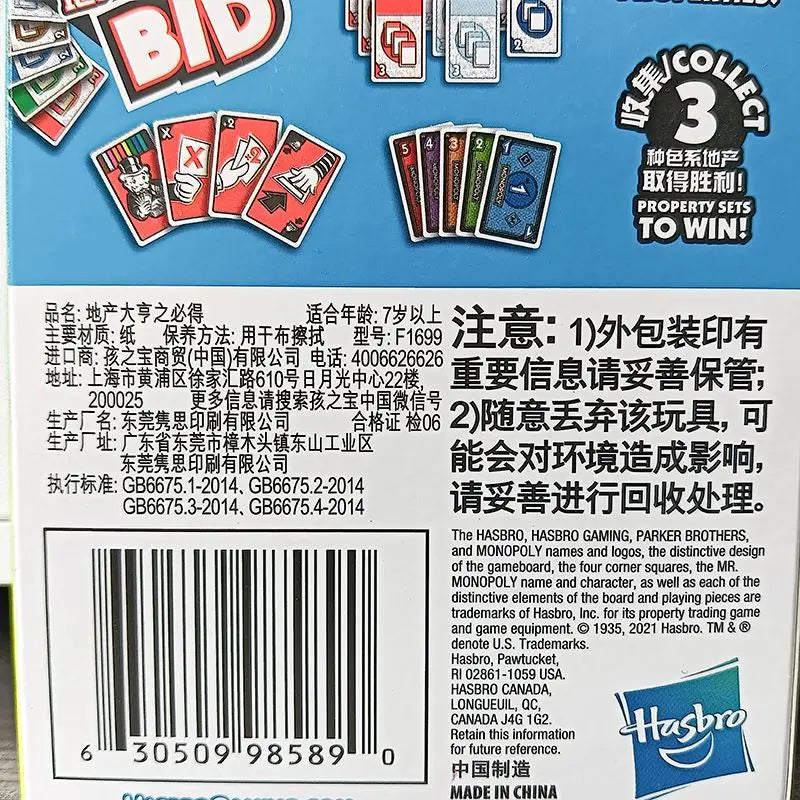 BID
收集/COLLECT
3
种色系地产
取得胜利!
PROPERTY SETS
TO WIN!
品名: 地产大亨之必得 适合年龄: 7岁以上
主要材质: 纸 保养方法: 用干布擦拭 型号: F1699
进口商: 孩之宝商贸(中国)有限公司 电话: 4006626626
地址: 上海市黄浦区徐家汇路610号日月光中心22楼,
200025 更多信息请搜索孩之宝中国微信号
生产厂名: 东莞隽思印刷有限公司 合格证 检06
生产厂址: 广东省东莞市樟木头镇东山工业区
东莞隽思印刷有限公司
执行标准: GB6675.1-2014、GB6675.2-2014
GB6675.3-2014、GB6675.4-2014
注意: 1)外包装印有
重要信息请妥善保管;
2)随意丢弃该玩具, 可
能会对环境造成影响,
请妥善进行回收处理。
The HASBRO, HASBRO GAMING, PARKER BROTHERS,
and MONOPOLY names and logos, the distinctive design
of the gameboard, the four corner squares, the MR.
MONOPOLY name and character, as well as each of the
distinctive elements of the board and playing pieces are
trademarks of Hasbro, Inc. for its property trading game
and game equipment. © 1935, 2021 Hasbro. TM & ®
denote U.S. Trademarks.
Hasbro, Pawtucket,
RI 02861-1059 USA.
HASBRO CANADA,
LONGUEUIL, QC,
CANADA J4G 1G2.
Retain this information
for future reference.
中国制造
MADE IN CHINA
Hasbro
6 30509 98589 0